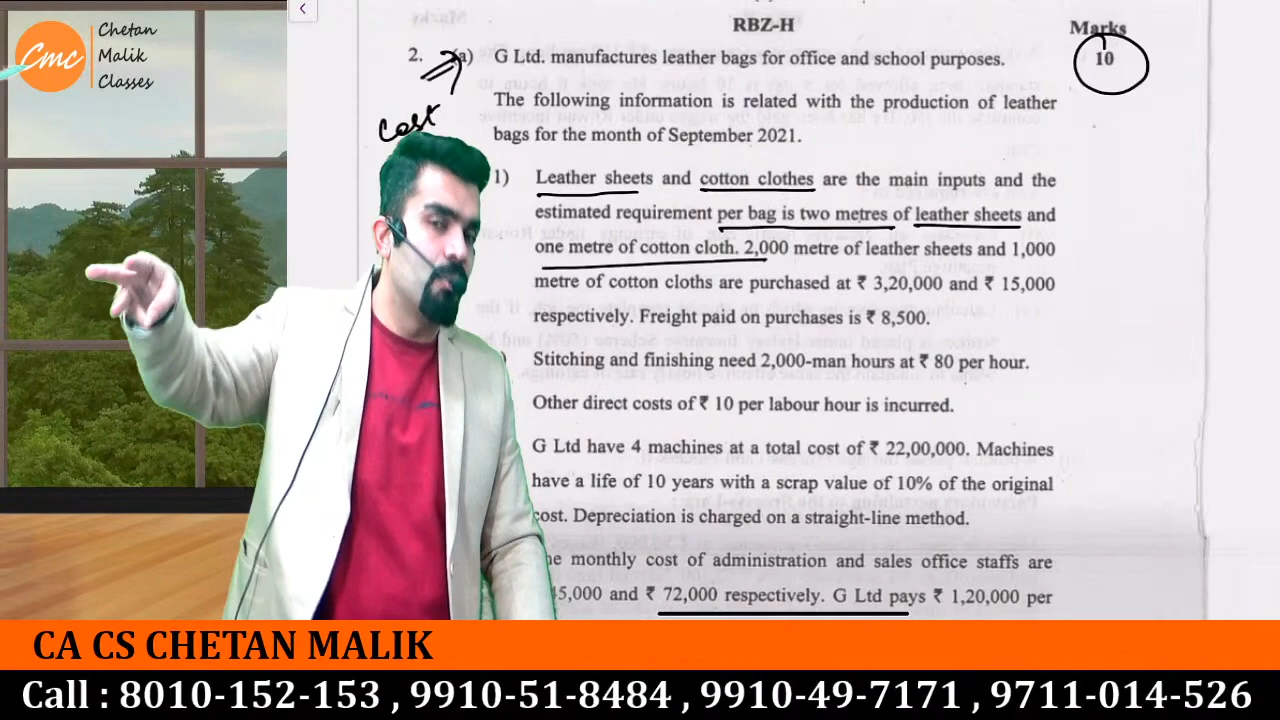 Cmc
Chetan
Malik
Classes
RBZ-H
Marks
2. (a) G Ltd. manufactures leather bags for office and school purposes.
10
The following information is related with the production of leather
bags for the month of September 2021.
Cost
1) Leather sheets and cotton clothes are the main inputs and the
estimated requirement per bag is two metres of leather sheets and
one metre of cotton cloth. 2,000 metre of leather sheets and 1,000
metre of cotton cloths are purchased at ₹ 3,20,000 and ₹ 15,000
respectively. Freight paid on purchases is ₹ 8,500.
) Stitching and finishing need 2,000-man hours at ₹ 80 per hour.
Other direct costs of ₹ 10 per labour hour is incurred.
G Ltd have 4 machines at a total cost of ₹ 22,00,000. Machines
have a life of 10 years with a scrap value of 10% of the original
cost. Depreciation is charged on a straight-line method.
he monthly cost of administration and sales office staffs are
5,000 and ₹ 72,000 respectively. G Ltd pays ₹ 1,20,000 per
CA CS CHETAN MALIK
Call : 8010-152-153 , 9910-51-8484 , 9910-49-7171 , 9711-014-526